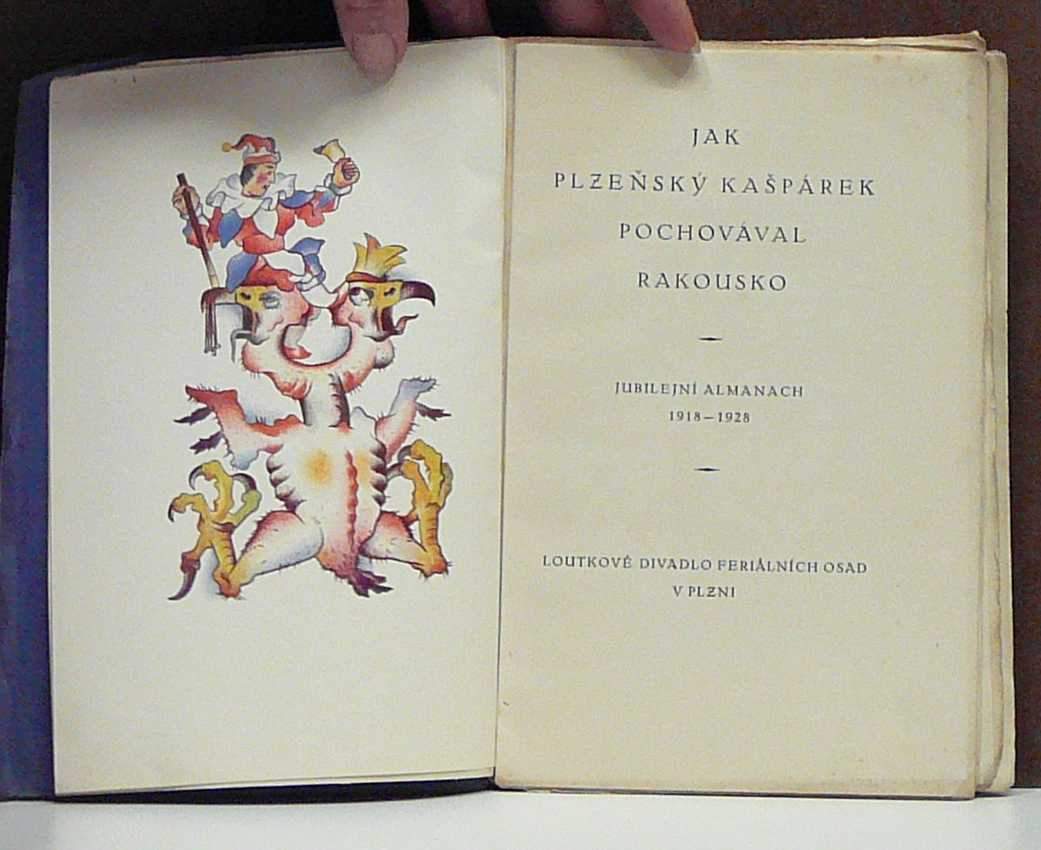 JAK
PLZEŇSKÝ KAŠPÁREK
POCHOVÁVAL
RAKOUSKO
JUBILEJNÍ ALMANACH
1918–1928
LOUTKOVÉ DIVADLO FERIÁLNÍCH OSAD
V PLZNI